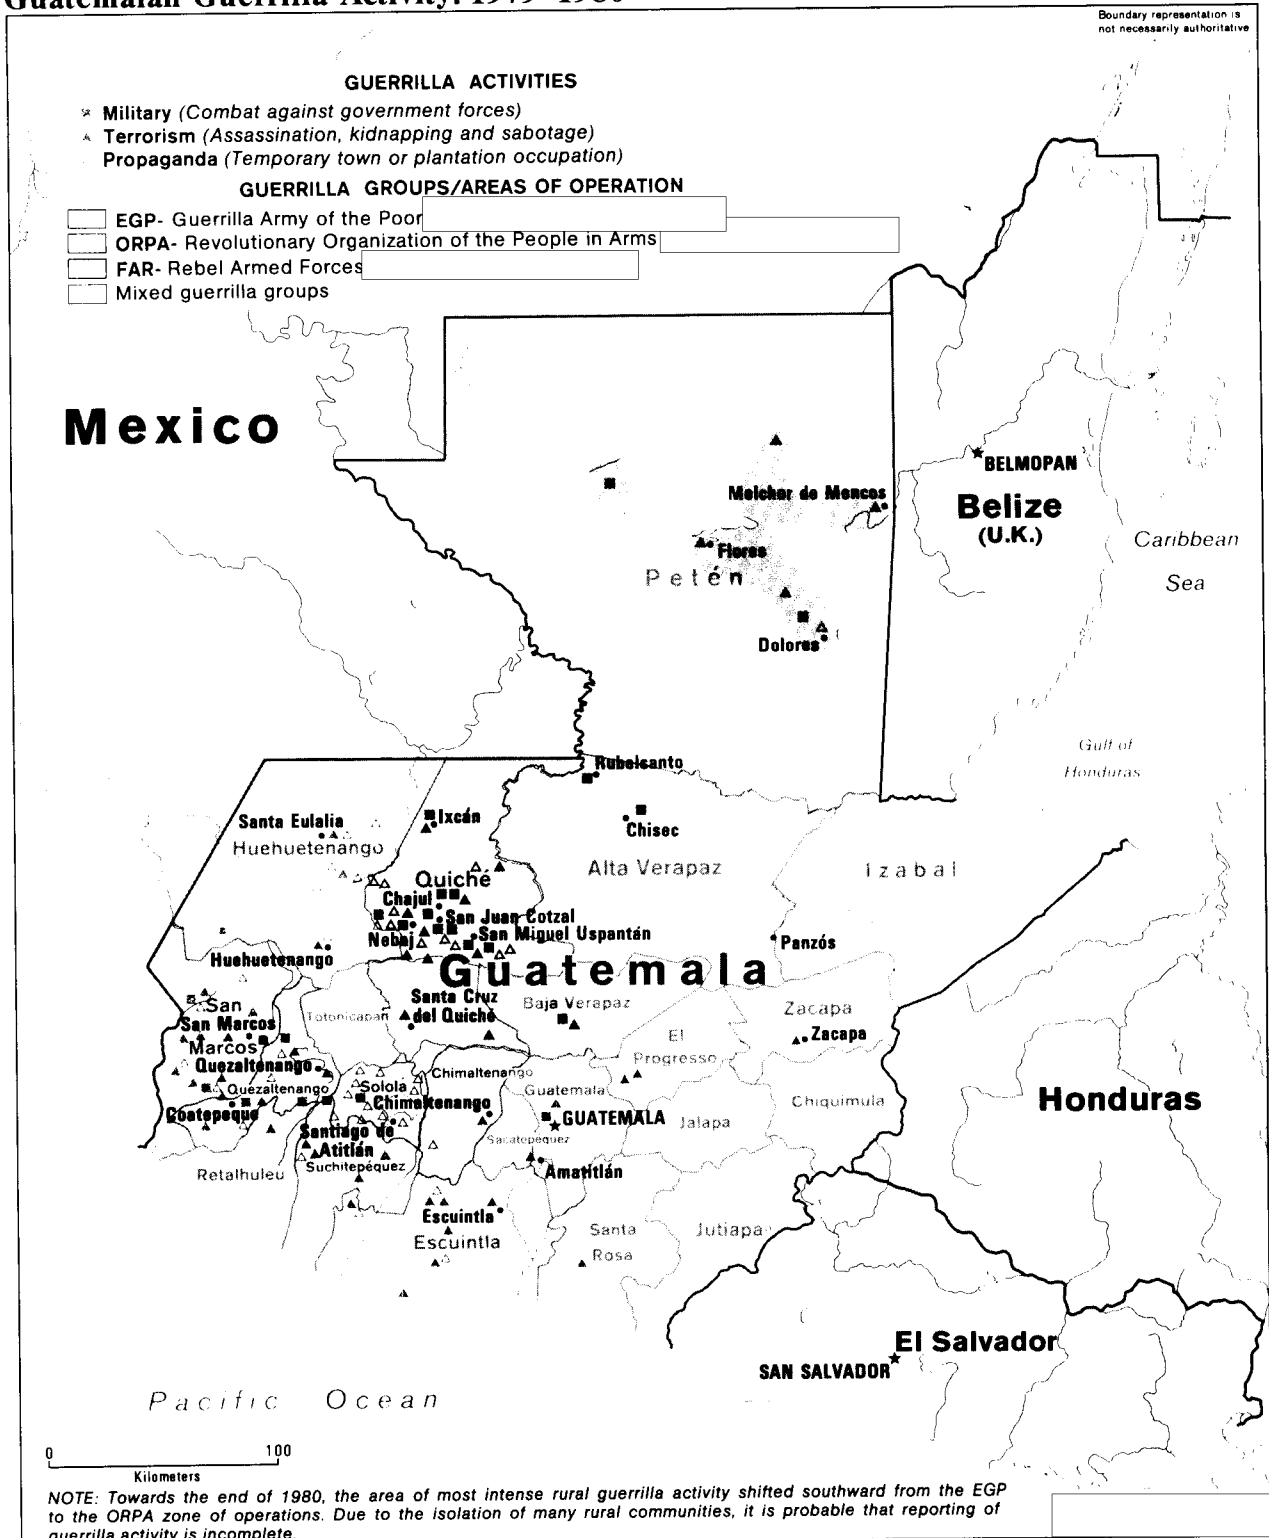 Guatemalan Guerrilla Activity: 1979–1980
Boundary representation is
not necessarily authoritative
GUERRILLA ACTIVITIES
Military (Combat against government forces)
Terrorism (Assassination, kidnapping and sabotage)
Propaganda (Temporary town or plantation occupation)
GUERRILLA GROUPS/AREAS OF OPERATION
EGP- Guerrilla Army of the Poor
ORPA- Revolutionary Organization of the People in Arms
FAR- Rebel Armed Forces
Mixed guerrilla groups
Mexico
BELMOPAN
Melchor de Mencos
Belize
(U.K.)
Caribbean
Sea
Flores
Petén
Dolores
Gulf of
Honduras
Rubelsanto
Santa Eulalia
Ixcán
Chisec
Huehuetenango
Alta Verapaz
Izabal
Quiché
Chajul
San Juan Cotzal
Nebaj
San Miguel Uspantán
Panzós
Huehuetenango
Guatemala
Santa Cruz
del Quiché
Baja Verapaz
San
Marcos
San Marcos
Totonicapán
Zacapa
Zacapa
El
Progresso
Quezaltenango
Quezaltenango
Solola
Chimaltenango
Chimaltenango
Guatemala
GUATEMALA
Chiquimula
Honduras
Coatepeque
Jalapa
Santiago de
Atitlán
Sacatepéquez
Retalhuleu
Suchitepéquez
Amatitlán
Escuintla
Escuintla
Santa
Rosa
Jutiapa
El Salvador
SAN SALVADOR
Pacific Ocean
0 100
Kilometers
NOTE: Towards the end of 1980, the area of most intense rural guerrilla activity shifted southward from the EGP
to the ORPA zone of operations. Due to the isolation of many rural communities, it is probable that reporting of
guerrilla activity is incomplete.